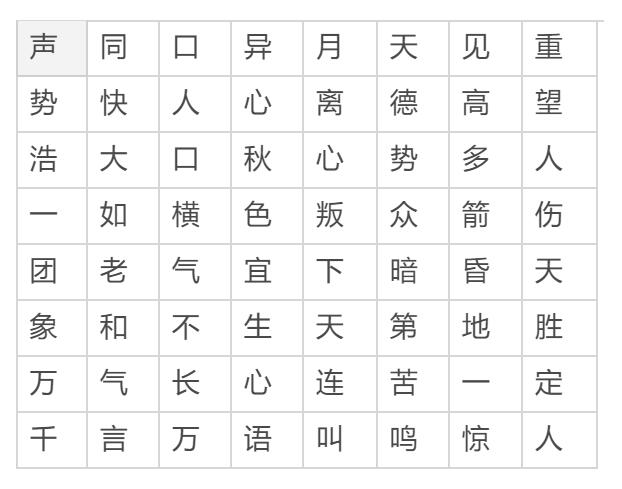 声 同 口 异 月 天 见 重
势 快 人 心 离 德 高 望
浩 大 口 秋 心 势 多 人
一 如 横 色 叛 众 箭 伤
团 老 气 宜 下 暗 昏 天
象 和 不 生 天 第 地 胜
万 气 长 心 连 苦 一 定
千 言 万 语 叫 鸣 惊 人